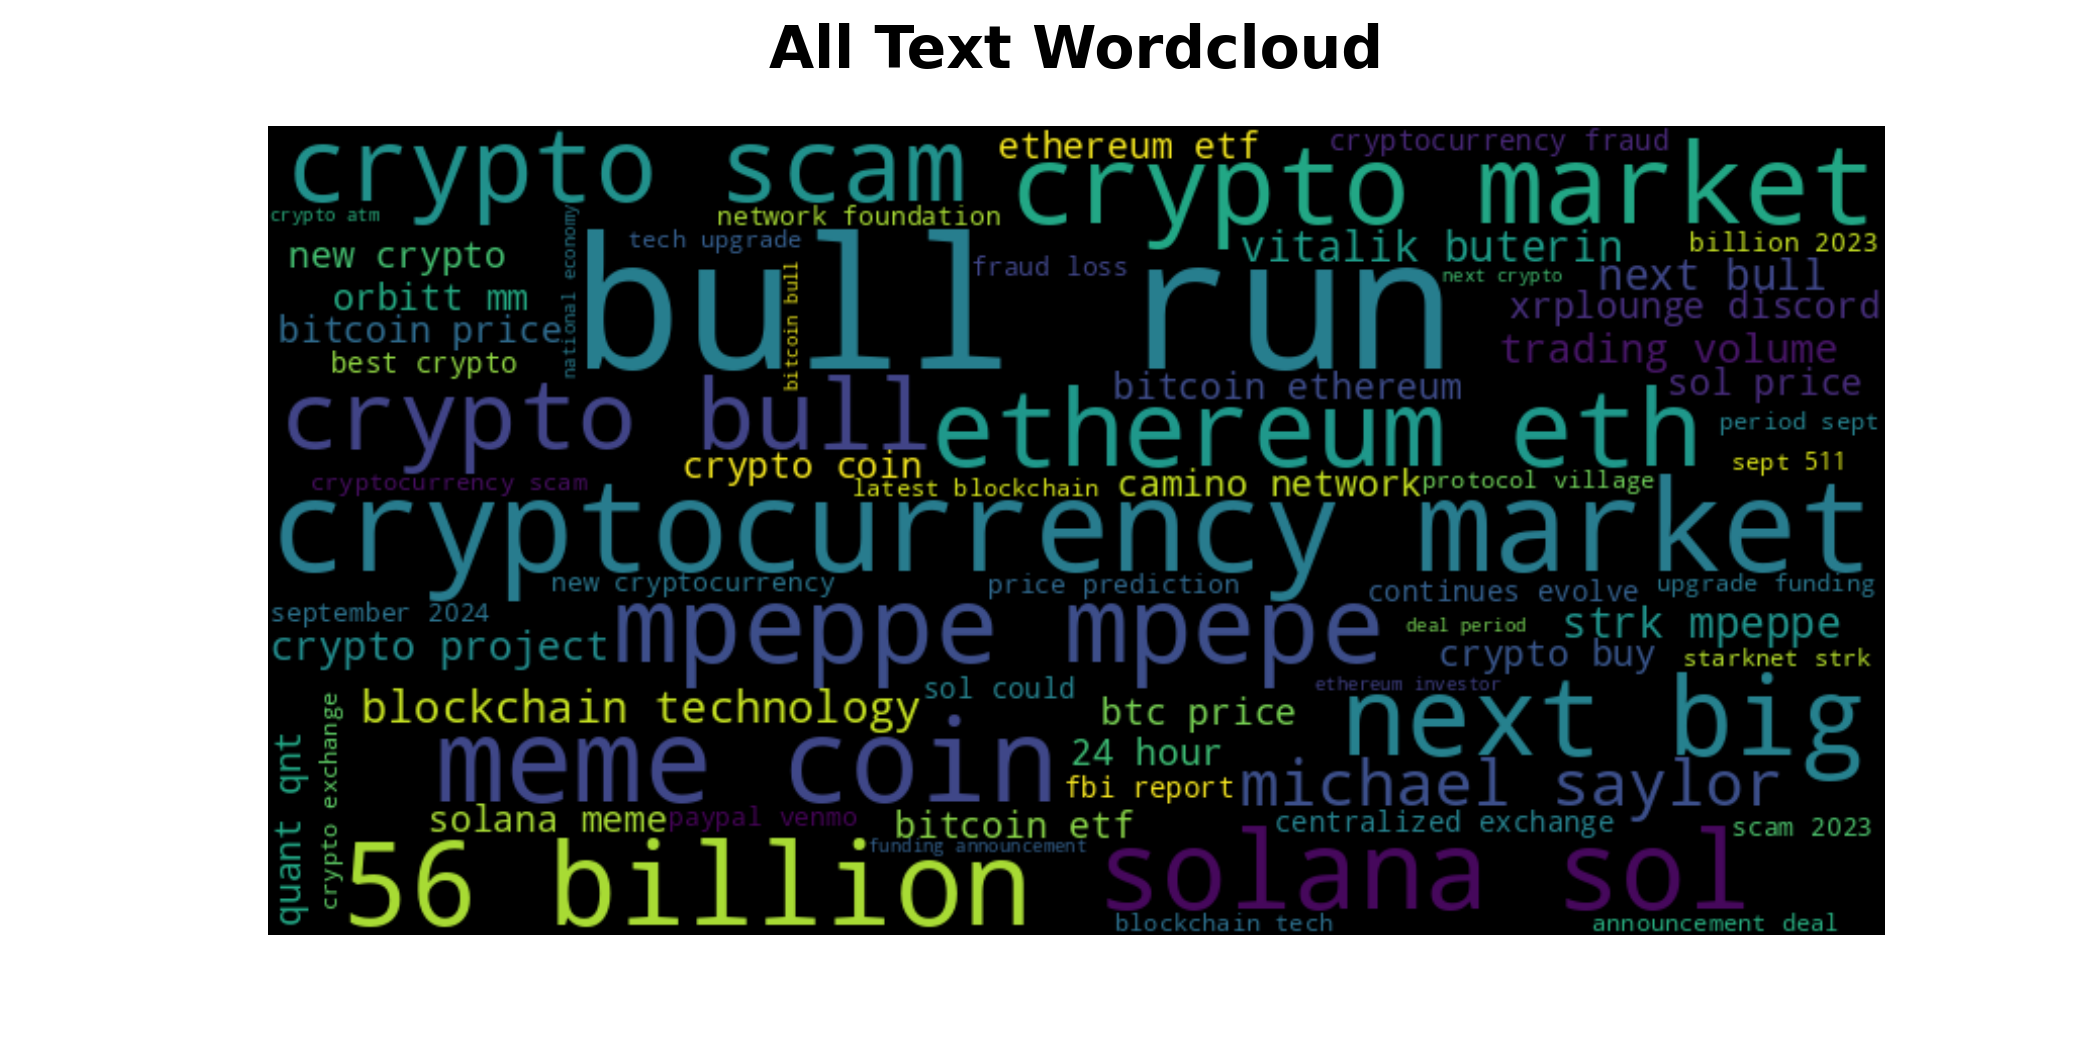 All Text Wordcloud
crypto scam
ethereum etf
cryptocurrency fraud
crypto market
crypto atm
network foundation
national economy
new crypto
tech upgrade
bull run
vitalik buterin
billion 2023
fraud loss
next crypto
next bull
orbitt mm
bitcoin bull
xrplounge discord
bitcoin price
trading volume
best crypto
crypto bull
bitcoin ethereum
sol price
ethereum eth
period sept
crypto coin
sept 511
cryptocurrency scam
latest blockchain
camino network
protocol village
cryptocurrency market
new cryptocurrency
price prediction
continues evolve
upgrade funding
september 2024
mpeppe mpepe
deal period
strk mpeppe
crypto project
crypto buy
starknet strk
sol could
ethereum investor
blockchain technology
btc price
next big
quant qnt
crypto exchange
meme coin
24 hour
michael saylor
fbi report
solana meme
paypal venmo
bitcoin etf
centralized exchange
scam 2023
56 billion
funding announcement
solana sol
blockchain tech
announcement deal